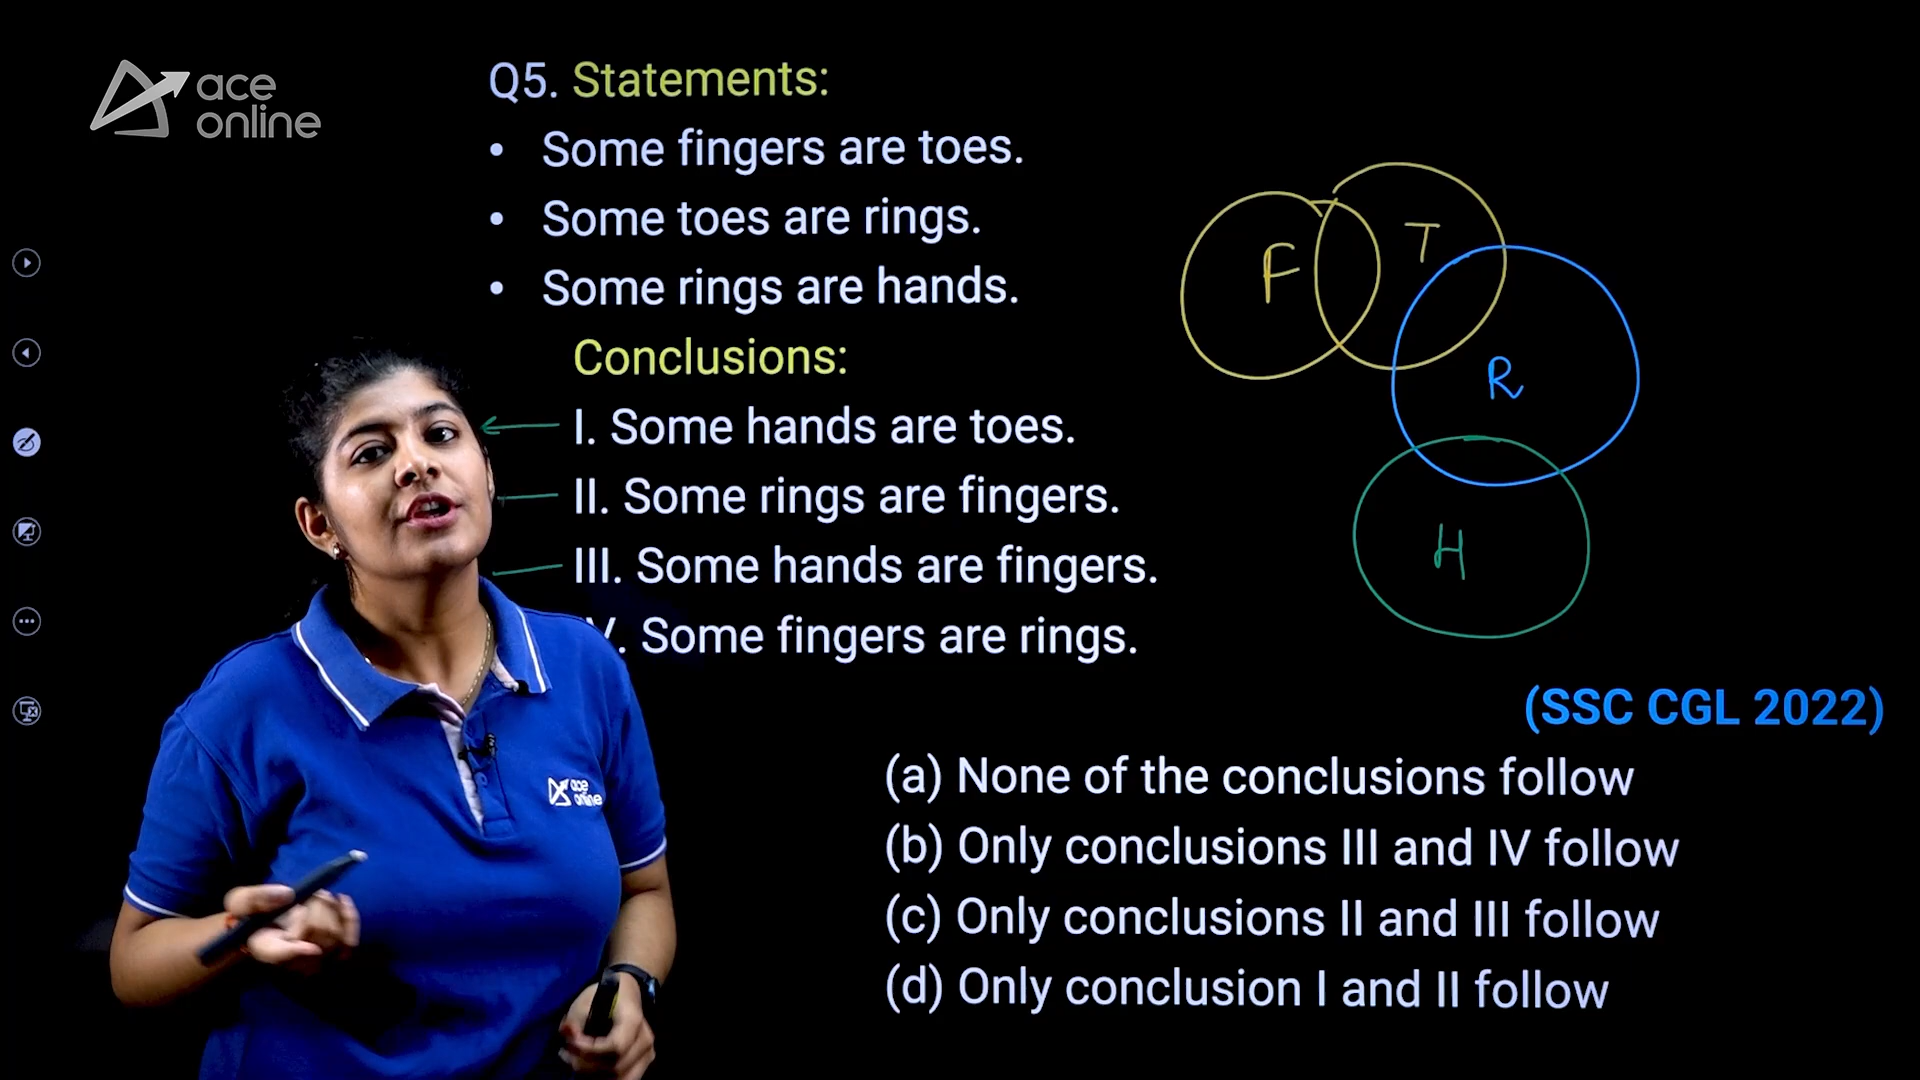 ace
online
Q5. Statements:
• Some fingers are toes.
• Some toes are rings.
• Some rings are hands.
Conclusions:
I. Some hands are toes.
II. Some rings are fingers.
III. Some hands are fingers.
V. Some fingers are rings.
F
T
R
H
(SSC CGL 2022)
(a) None of the conclusions follow
(b) Only conclusions III and IV follow
(c) Only conclusions II and III follow
(d) Only conclusion I and II follow
ace
online